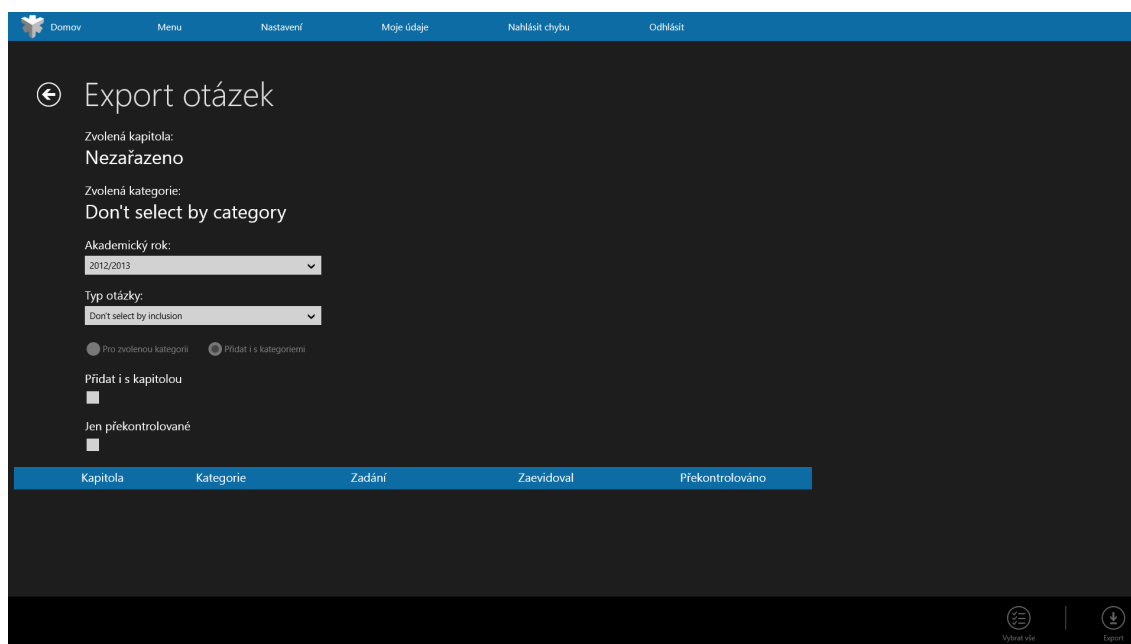 Domov Menu Nastavení Moje údaje Nahlásit chybu Odhlásit
Export otázek
Zvolená kapitola:
Nezařazeno
Zvolená kategorie:
Don't select by category
Akademický rok:
2012/2013
Typ otázky:
Don't select by inclusion
Pro zvolenou kategorii Přidat i s kategoriemi
Přidat i s kapitolou
Jen překontrolované
Kapitola Kategorie Zadání Zaevidoval Překontrolováno
Vybrat vše Export